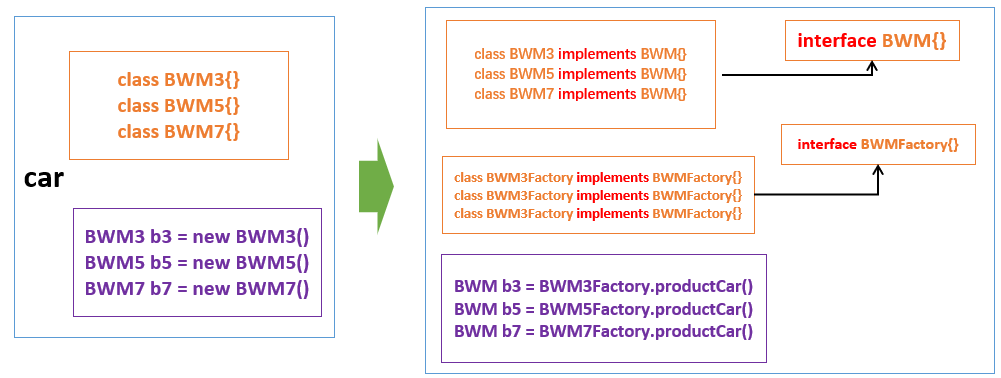 car
class BWM3{}
class BWM5{}
class BWM7{}
BWM3 b3 = new BWM3()
BWM5 b5 = new BWM5()
BWM7 b7 = new BWM7()
class BWM3 implements BWM{}
class BWM5 implements BWM{}
class BWM7 implements BWM{}
interface BWM{}
class BWM3Factory implements BWMFactory{}
class BWM3Factory implements BWMFactory{}
class BWM3Factory implements BWMFactory{}
interface BWMFactory{}
BWM b3 = BWM3Factory.productCar()
BWM b5 = BWM5Factory.productCar()
BWM b7 = BWM7Factory.productCar()